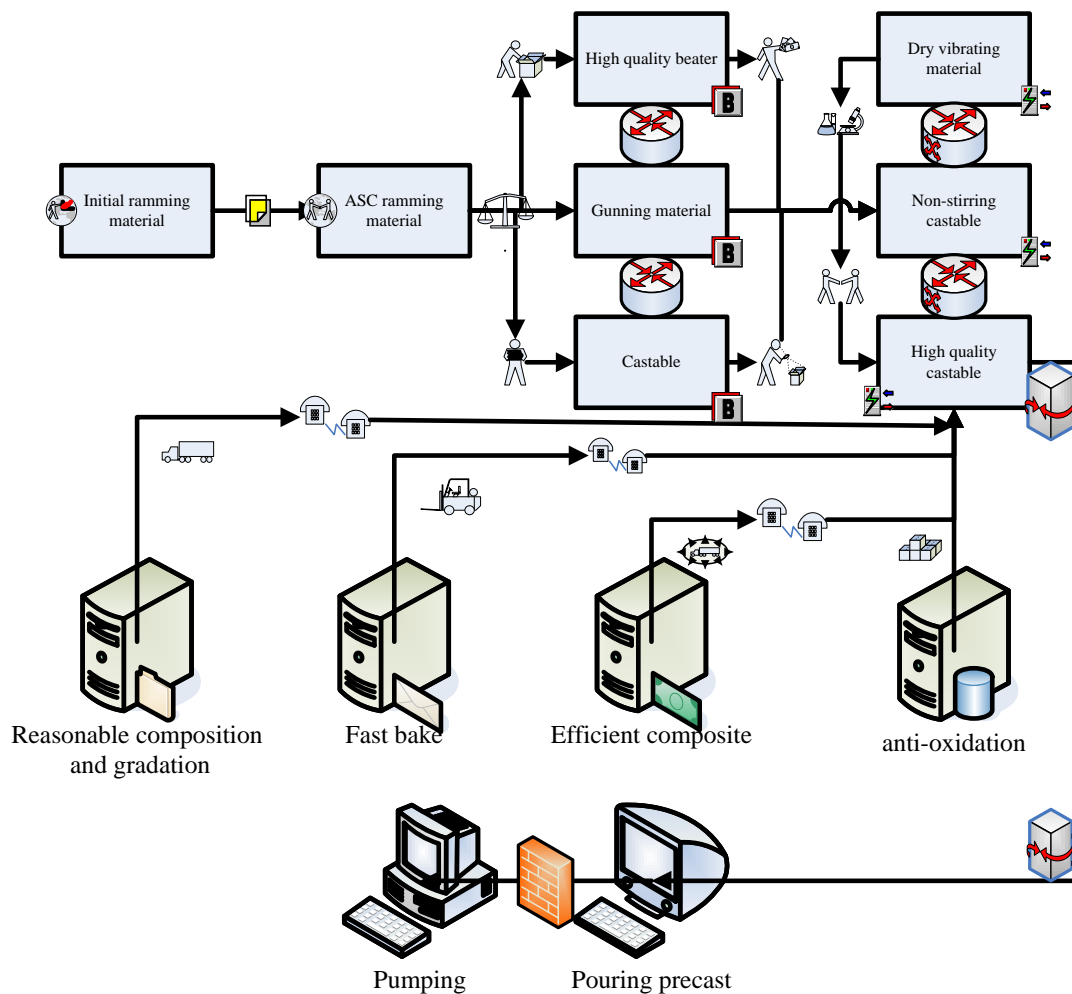 High quality beater
Dry vibrating
material
Initial ramming
material
ASC ramming
material
Gunning material
Non-stirring
castable
Castable
High quality
castable
B
B
B
Reasonable composition
and gradation
Fast bake
Efficient composite
anti-oxidation
Pumping
Pouring precast